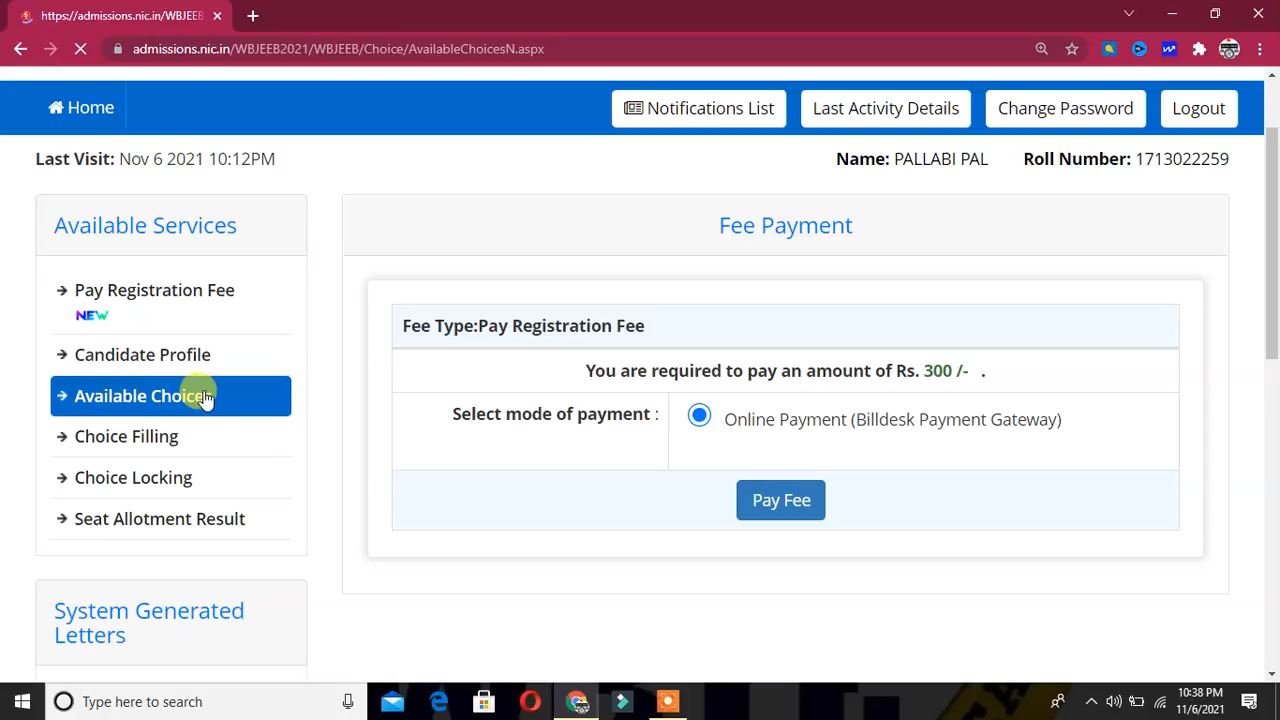 https://admissions.nic.in/WBJEEB
admissions.nic.in/WBJEEB2021/WBJEEB/Choice/AvailableChoicesN.aspx
Home
Notifications List
Last Activity Details
Change Password
Logout
Last Visit: Nov 6 2021 10:12PM
Name: PALLABI PAL
Roll Number: 1713022259
Available Services
Pay Registration Fee
NEW
Candidate Profile
Available Choices
Choice Filling
Choice Locking
Seat Allotment Result
System Generated
Letters
Fee Payment
Fee Type:Pay Registration Fee
You are required to pay an amount of Rs. 300 /- .
Select mode of payment :
Online Payment (Billdesk Payment Gateway)
Pay Fee
Type here to search
10:38 PM
11/6/2021